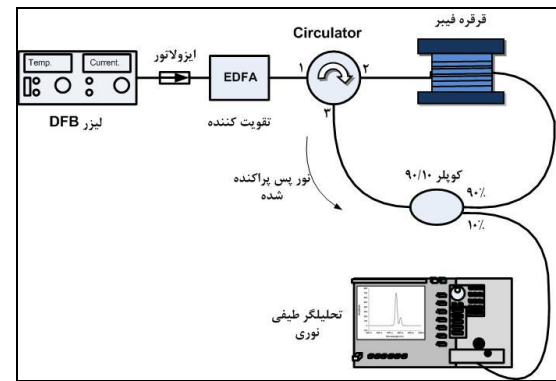 Circulator
قرقره فیبر
Temp.
Current.
ایزولاتور
EDFA
۱
۲
۳
لیزر DFB
تقویت کننده
نور پس پراکنده
شده
کوپلر ۹۰/۱۰
۹۰٪
۱۰٪
تحلیلگر طیفی
نوری